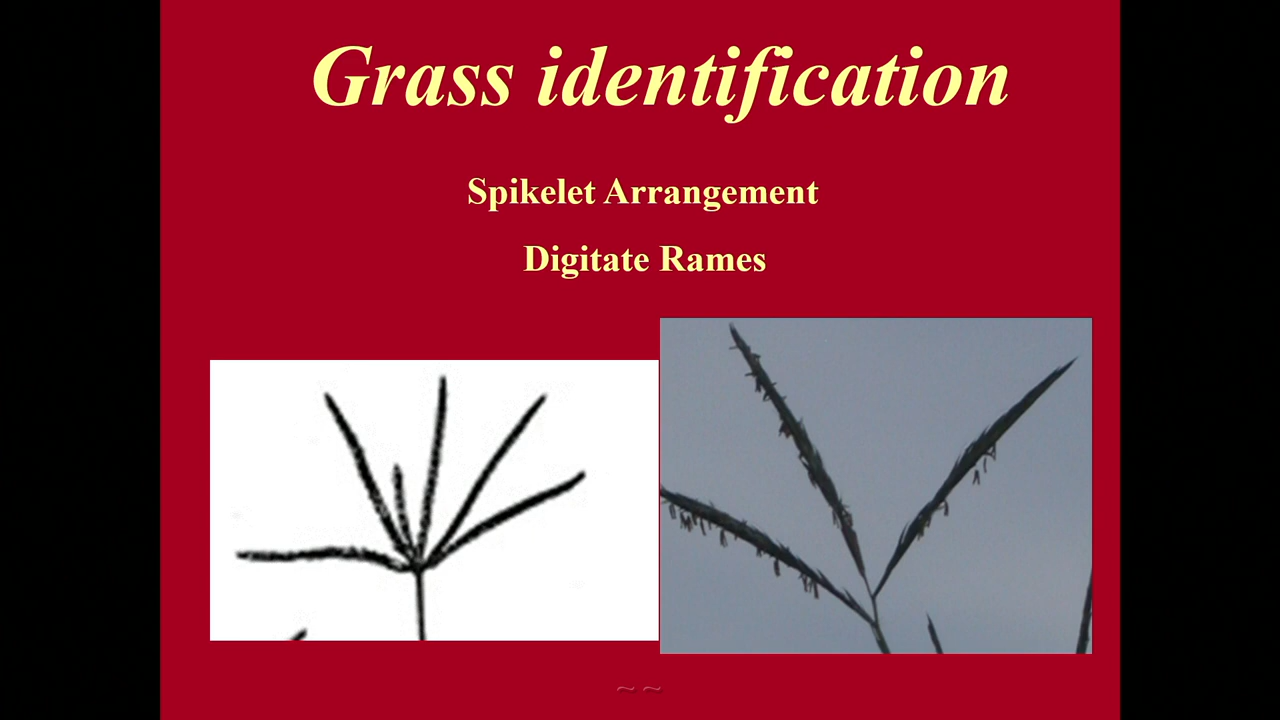 Grass identification
Spikelet Arrangement
Digitate Rames
~ ~